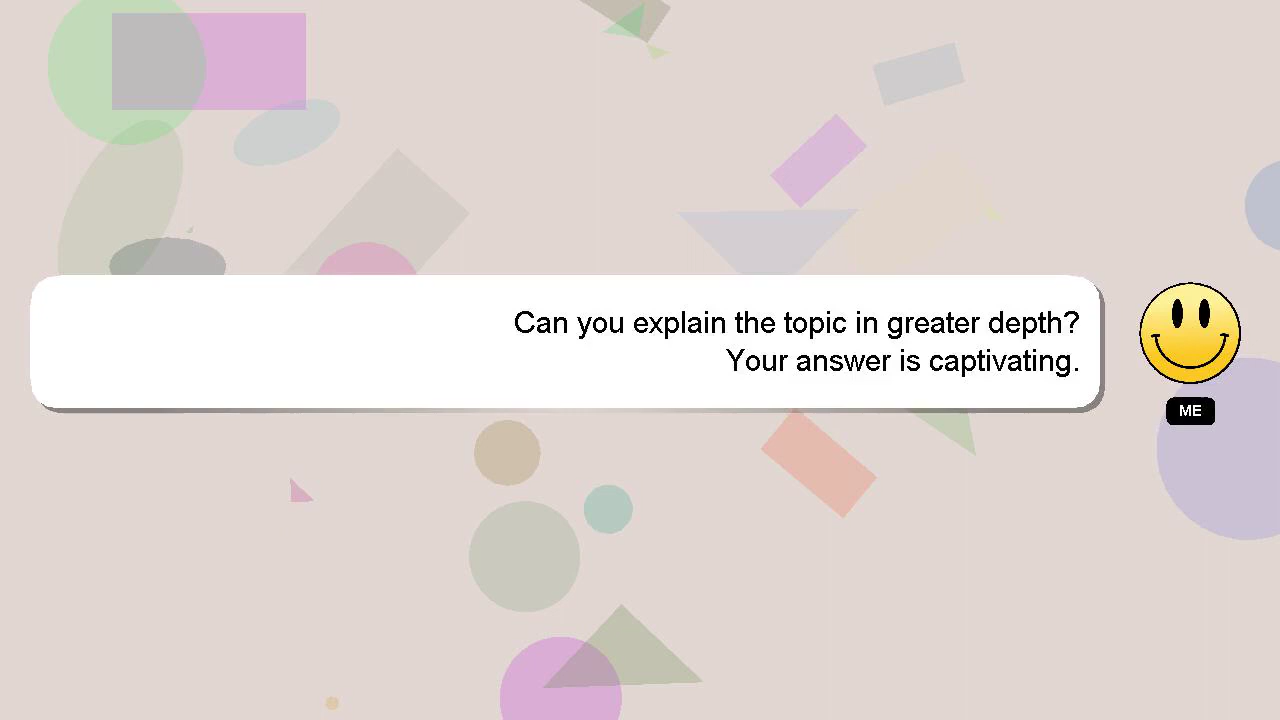 Can you explain the topic in greater depth?
Your answer is captivating.
ME